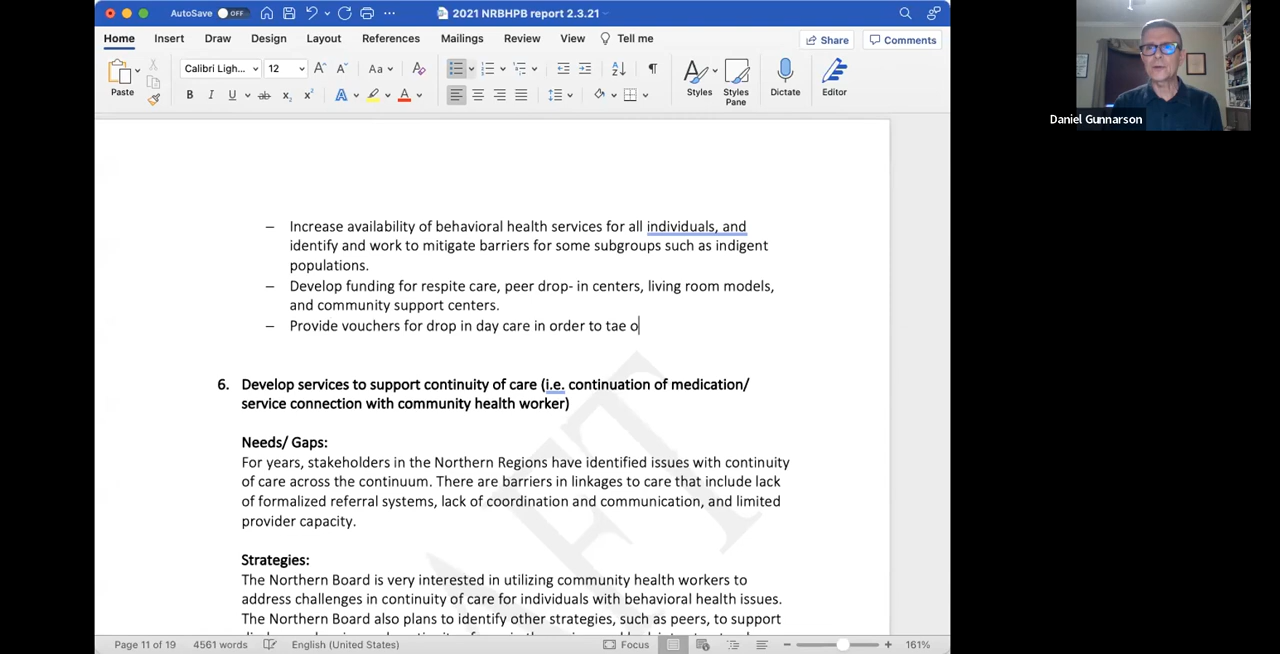 AutoSave OFF
2021 NRBHPB report 2.3.21
Home Insert Draw Design Layout References Mailings Review View Tell me Share Comments
Paste
Calibri Ligh... 12
Styles
Styles
Pane
Dictate
Editor
Daniel Gunnarson
– Increase availability of behavioral health services for all individuals, and
identify and work to mitigate barriers for some subgroups such as indigent
populations.
– Develop funding for respite care, peer drop- in centers, living room models,
and community support centers.
– Provide vouchers for drop in day care in order to tae o
6. Develop services to support continuity of care (i.e. continuation of medication/
service connection with community health worker)
Needs/ Gaps:
For years, stakeholders in the Northern Regions have identified issues with continuity
of care across the continuum. There are barriers in linkages to care that include lack
of formalized referral systems, lack of coordination and communication, and limited
provider capacity.
Strategies:
The Northern Board is very interested in utilizing community health workers to
address challenges in continuity of care for individuals with behavioral health issues.
The Northern Board also plans to identify other strategies, such as peers, to support
Page 11 of 19 4561 words English (United States) Focus 161%